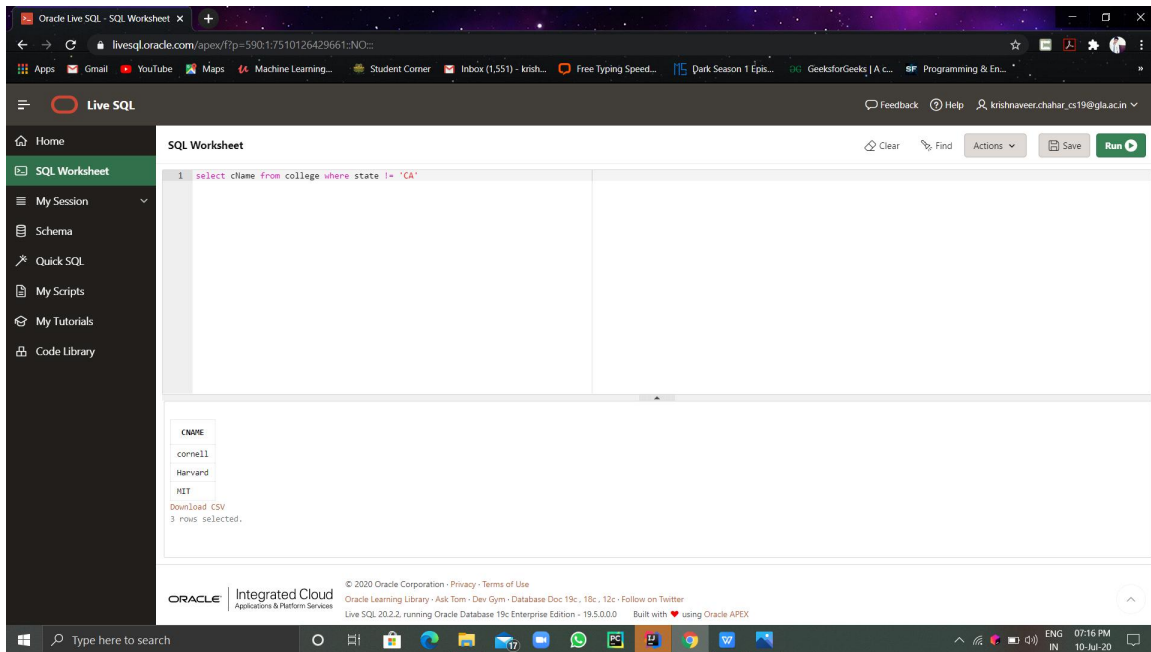 Oracle Live SQL - SQL Worksheet
livesql.oracle.com/apex/f?p=590:1:7510126429661::NO:::
Apps Gmail YouTube Maps Machine Learning... Student Corner Inbox (1,551) - krish... Free Typing Speed... Dark Season 1 Epis... GeeksforGeeks | A c... Programming & En...
Live SQL
Feedback Help krishnaveer.chahar_cs19@gla.ac.in
Home
SQL Worksheet
My Session
Schema
Quick SQL
My Scripts
My Tutorials
Code Library
SQL Worksheet
Clear Find Actions Save Run
1 select cName from college where state != 'CA'
CNAME
cornell
Harvard
MIT
Download CSV
3 rows selected.
ORACLE Integrated Cloud
Applications & Platform Services
© 2020 Oracle Corporation · Privacy · Terms of Use
Oracle Learning Library · Ask Tom · Dev Gym · Database Doc 19c, 18c, 12c · Follow on Twitter
Live SQL 20.2.2, running Oracle Database 19c Enterprise Edition - 19.5.0.0.0 Built with ❤ using Oracle APEX
Type here to search
17
ENG 07:16 PM
IN 10-Jul-20